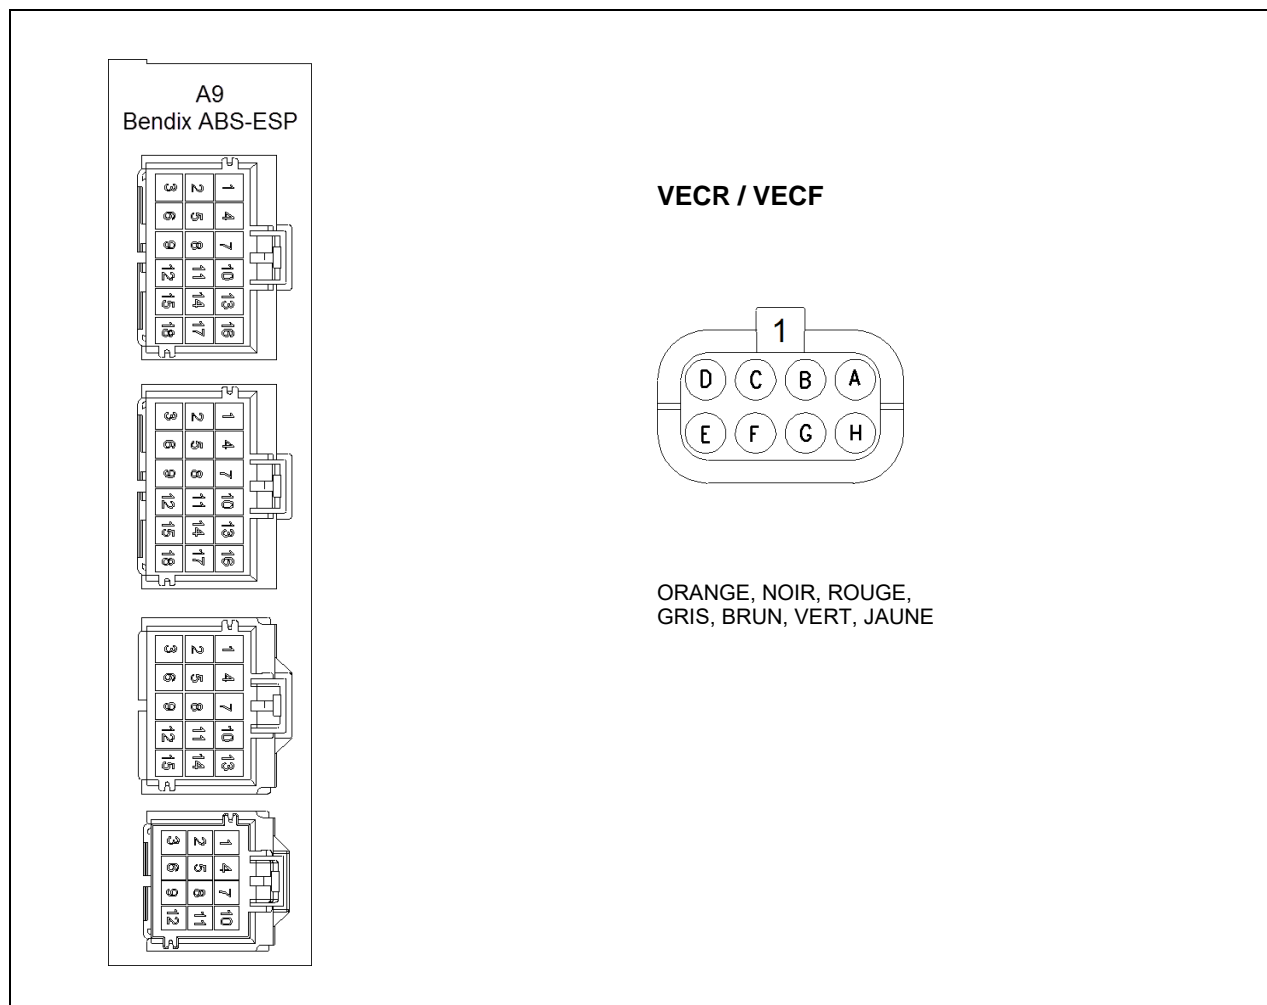 A9
Bendix ABS-ESP
3 2 1
6 5 4
9 8 7
12 11 10
15 14 13
18 17 16
3 2 1
6 5 4
9 8 7
12 11 10
15 14 13
18 17 16
3 2 1
6 5 4
9 8 7
12 11 10
15 14 13
3 2 1
6 5 4
9 8 7
12 11 10
VECR / VECF
1
D C B A
E F G H
ORANGE, NOIR, ROUGE,
GRIS, BRUN, VERT, JAUNE